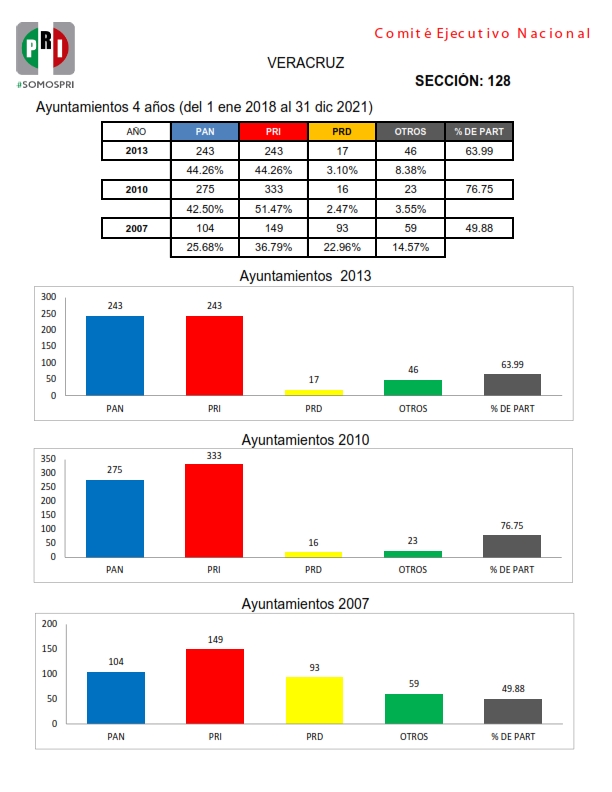 Comité Ejecutivo Nacional
PRI
#SOMOSPRI
VERACRUZ
SECCIÓN: 128
Ayuntamientos 4 años (del 1 ene 2018 al 31 dic 2021)
AÑO PAN PRI PRD OTROS % DE PART
2013 243 243 17 46 63.99
44.26% 44.26% 3.10% 8.38%
2010 275 333 16 23 76.75
42.50% 51.47% 2.47% 3.55%
2007 104 149 93 59 49.88
25.68% 36.79% 22.96% 14.57%
Ayuntamientos 2013
300
250
200
150
100
50
0
243 243 17 46 63.99
PAN PRI PRD OTROS % DE PART
Ayuntamientos 2010
350
300
250
200
150
100
50
0
275 333 16 23 76.75
PAN PRI PRD OTROS % DE PART
Ayuntamientos 2007
200
150
100
50
0
104 149 93 59 49.88
PAN PRI PRD OTROS % DE PART